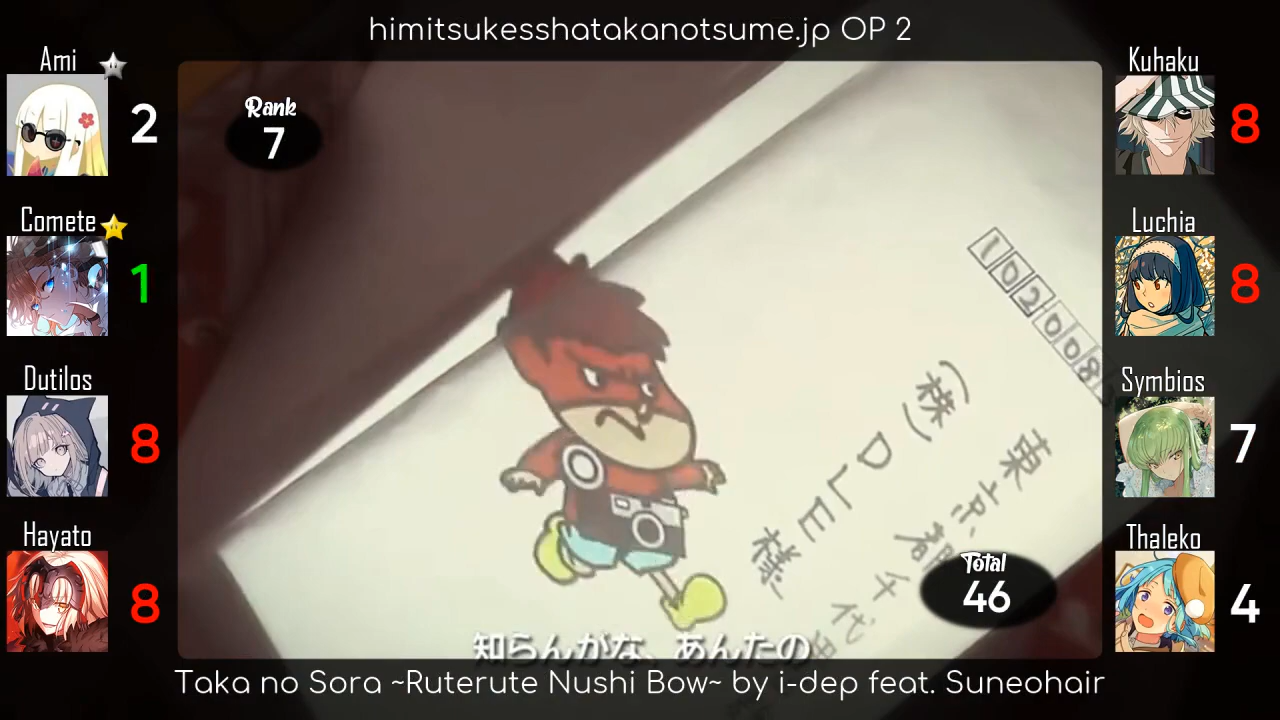 himitsukesshatakanotsume.jp OP 2
Ami
2
Comete
1
Dutilos
8
Hayato
8
Rank
7
1020081
東京都千代
(株)DLE様
Total
46
知らんがな、あんたの
Kuhaku
8
Luchia
8
Symbios
7
Thaleko
4
Taka no Sora ~Ruterute Nushi Bow~ by i-dep feat. Suneohair